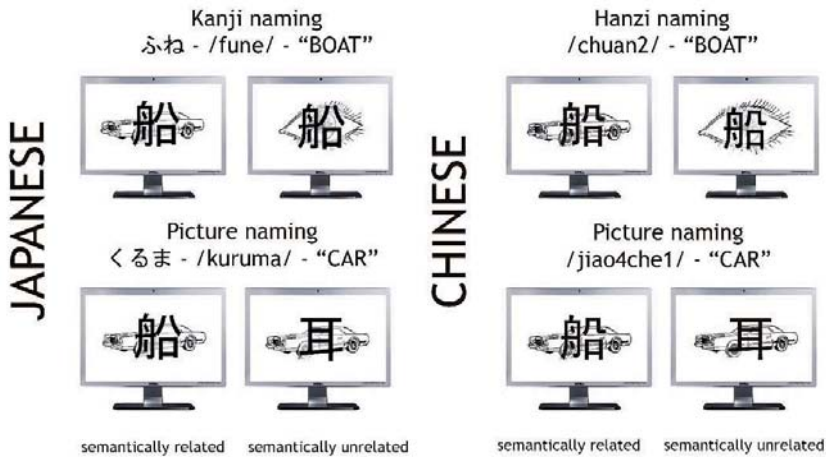 JAPANESE
Kanji naming
ふね - /fune/ - “BOAT”
船
船
Picture naming
くるま - /kuruma/ - “CAR”
船
耳
semantically related
semantically unrelated
CHINESE
Hanzi naming
/chuan2/ - “BOAT”
船
船
Picture naming
/jiao4che1/ - “CAR”
船
耳
semantically related
semantically unrelated